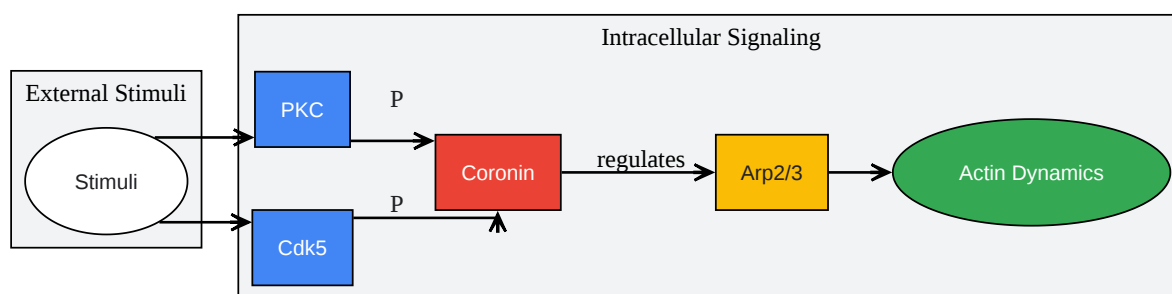 Intracellular Signaling
External Stimuli
PKC
P
Stimuli
Coronin
regulates
Arp2/3
Actin Dynamics
P
Cdk5